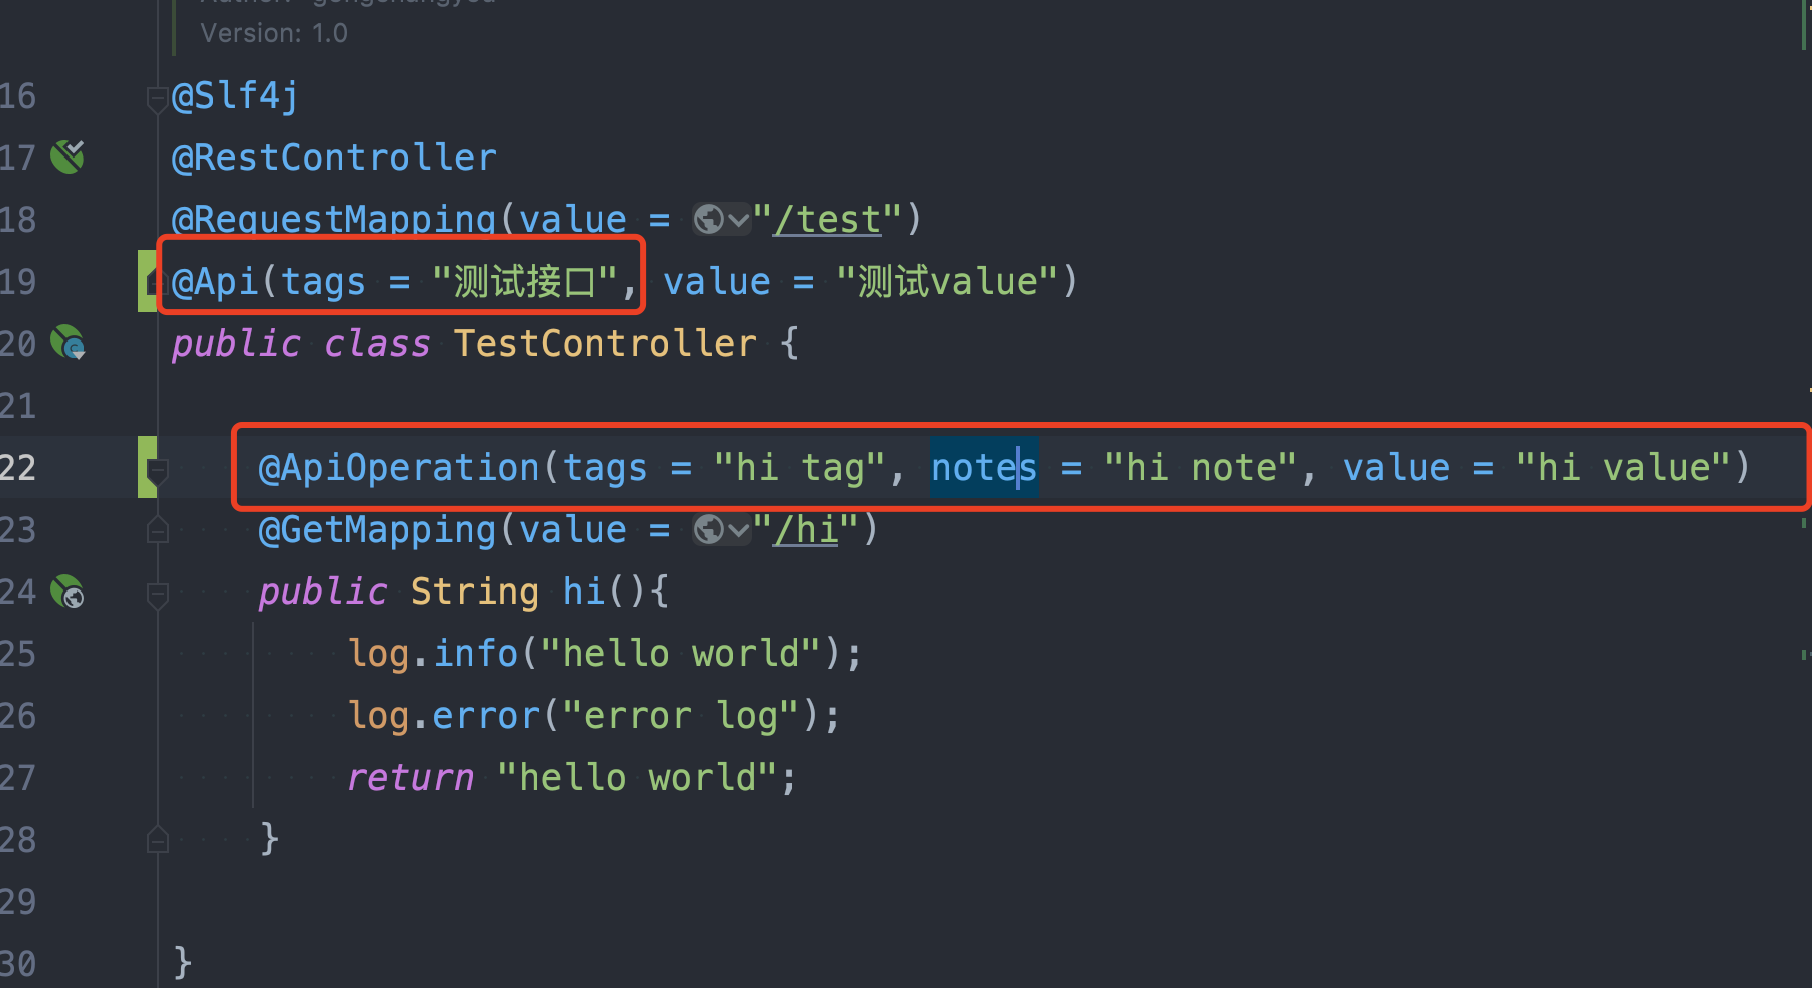 Version: 1.0
16 @Slf4j
17 @RestController
18 @RequestMapping(value = "/test")
19 @Api(tags = "测试接口", value = "测试value")
20 public class TestController {
21
22 @ApiOperation(tags = "hi tag", notes = "hi note", value = "hi value")
23 @GetMapping(value = "/hi")
24 public String hi(){
25 log.info("hello world");
26 log.error("error log");
27 return "hello world";
28 }
29
30 }